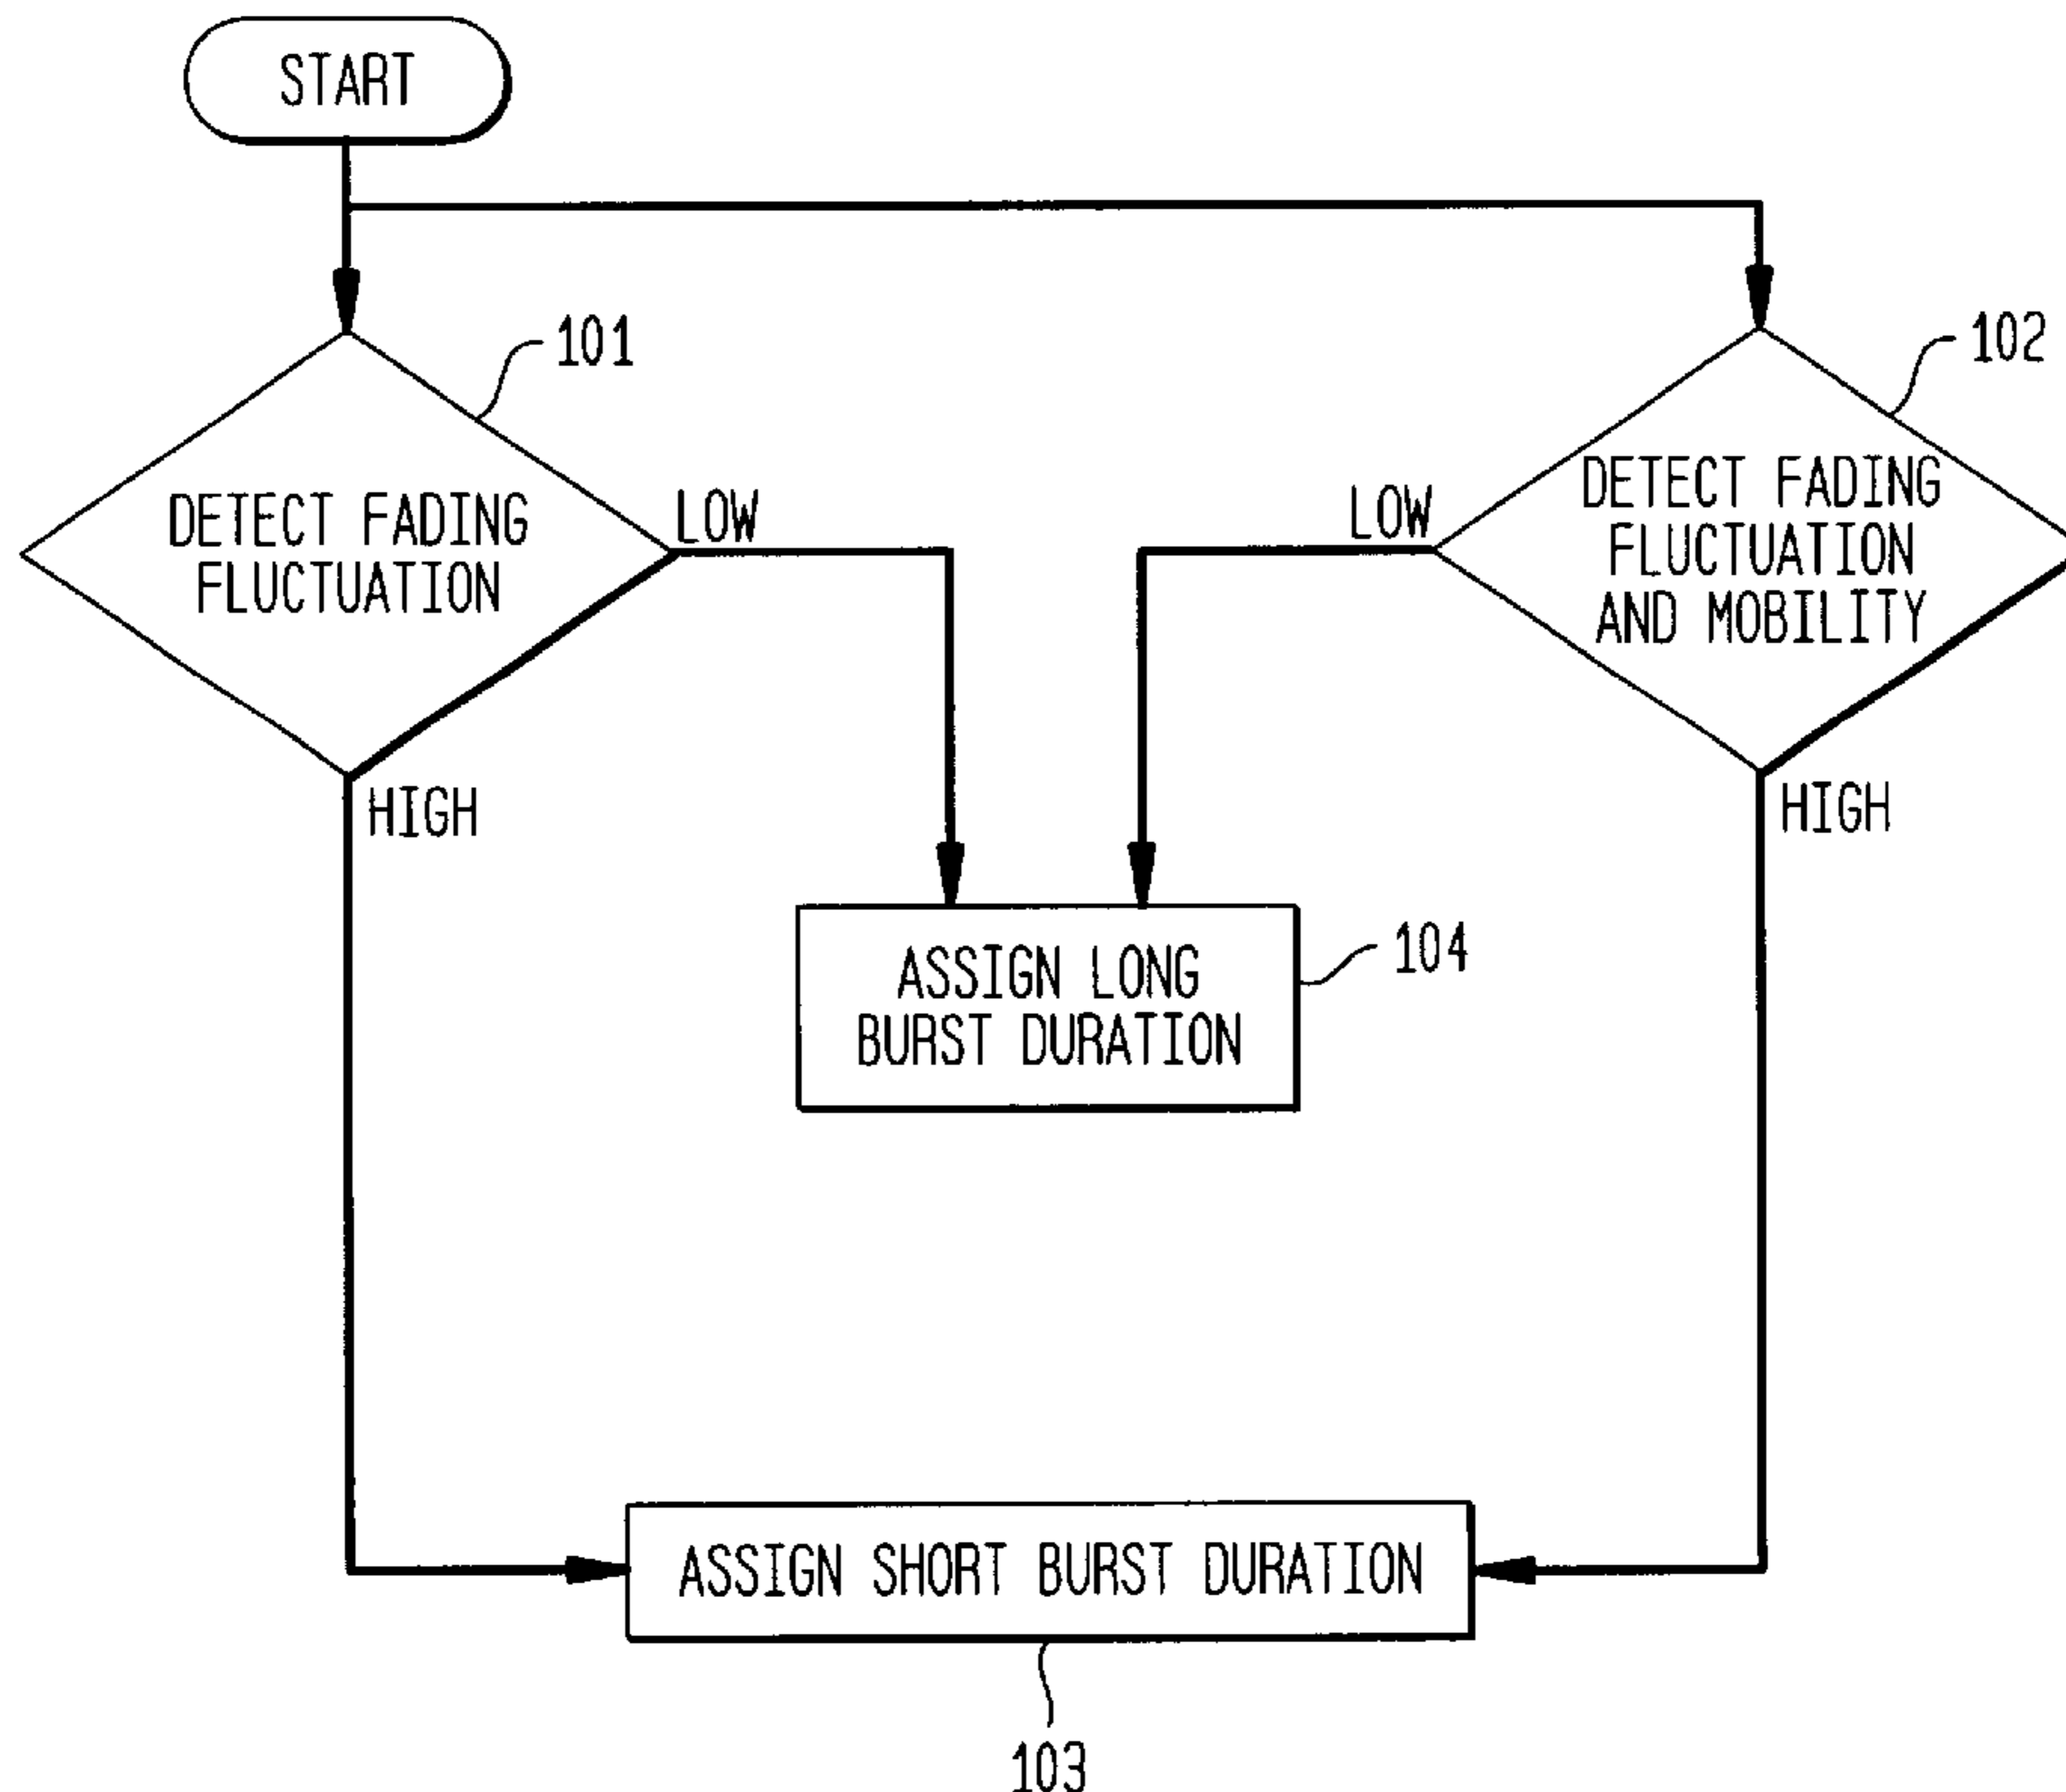 START
101
102
DETECT FADING
FLUCTUATION
LOW
LOW
DETECT FADING
FLUCTUATION
AND MOBILITY
HIGH
HIGH
ASSIGN LONG
BURST DURATION
104
ASSIGN SHORT BURST DURATION
103